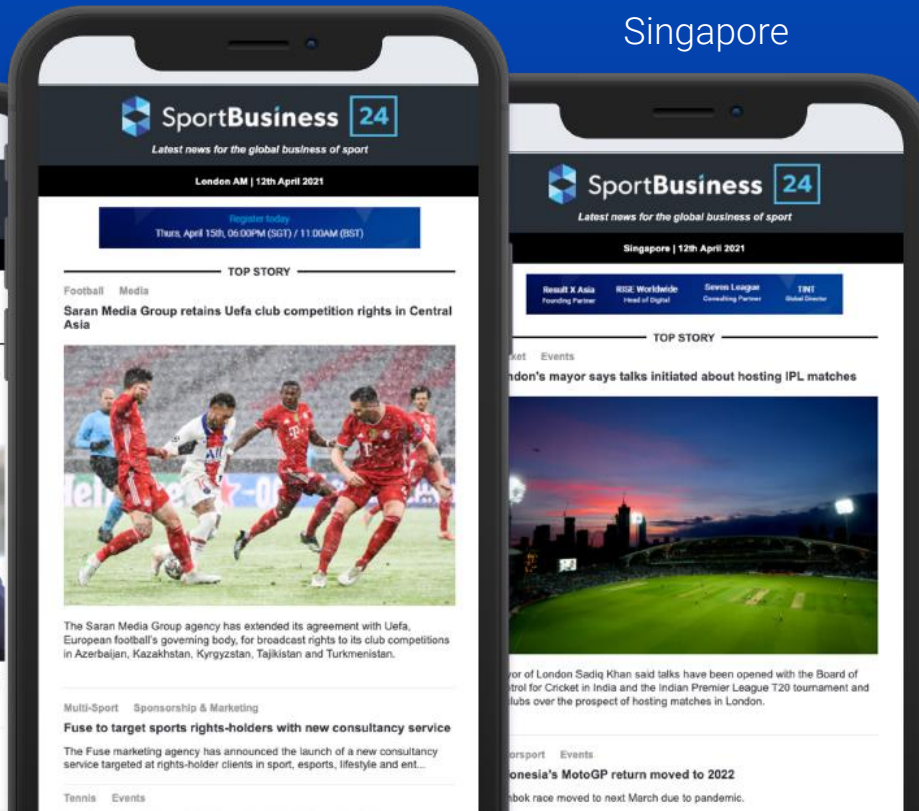 Singapore
SportBusiness 24
Latest news for the global business of sport
London AM | 12th April 2021
Register today
Thurs, April 15th, 06:00PM (SGT) / 11:00AM (BST)
TOP STORY
Football Media
Saran Media Group retains Uefa club competition rights in Central
Asia
The Saran Media Group agency has extended its agreement with Uefa,
European football's governing body, for broadcast rights to its club competitions
in Azerbaijan, Kazakhstan, Kyrgyzstan, Tajikistan and Turkmenistan.
Multi-Sport Sponsorship & Marketing
Fuse to target sports rights-holders with new consultancy service
The Fuse marketing agency has announced the launch of a new consultancy
service targeted at rights-holder clients in sport, esports, lifestyle and ent...
Tennis Events
SportBusiness 24
Latest news for the global business of sport
Singapore | 12th April 2021
Result X Asia
Founding Partner
RISE Worldwide
Head of Digital
Seven League
Consulting Partner
TINT
Global Director
TOP STORY
ket Events
ndon's mayor says talks initiated about hosting IPL matches
yor of London Sadiq Khan said talks have been opened with the Board of
trol for Cricket in India and the Indian Premier League T20 tournament and
clubs over the prospect of hosting matches in London.
orsport Events
onesia's MotoGP return moved to 2022
mbok race moved to next March due to pandemic.